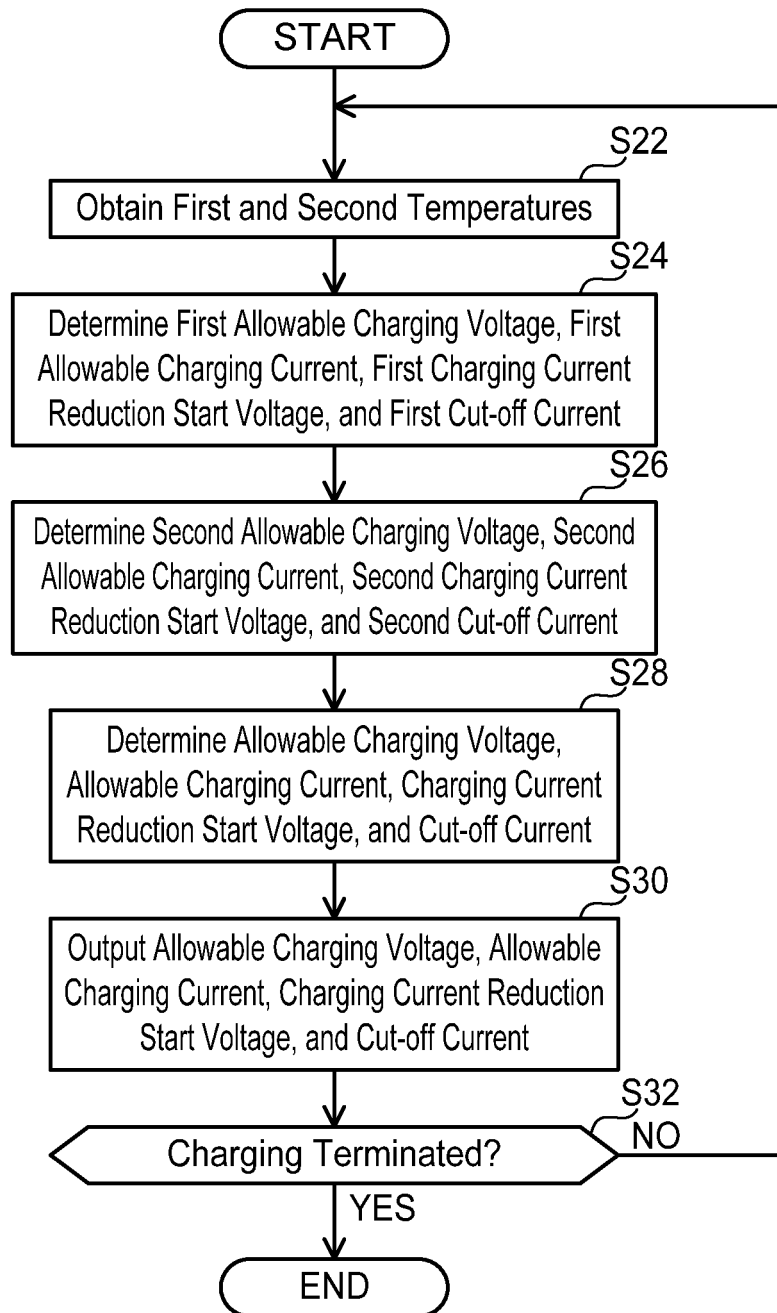 START
S22
Obtain First and Second Temperatures
S24
Determine First Allowable Charging Voltage, First
Allowable Charging Current, First Charging Current
Reduction Start Voltage, and First Cut-off Current
S26
Determine Second Allowable Charging Voltage, Second
Allowable Charging Current, Second Charging Current
Reduction Start Voltage, and Second Cut-off Current
S28
Determine Allowable Charging Voltage,
Allowable Charging Current, Charging Current
Reduction Start Voltage, and Cut-off Current
S30
Output Allowable Charging Voltage, Allowable
Charging Current, Charging Current Reduction
Start Voltage, and Cut-off Current
S32
Charging Terminated?
NO
YES
END